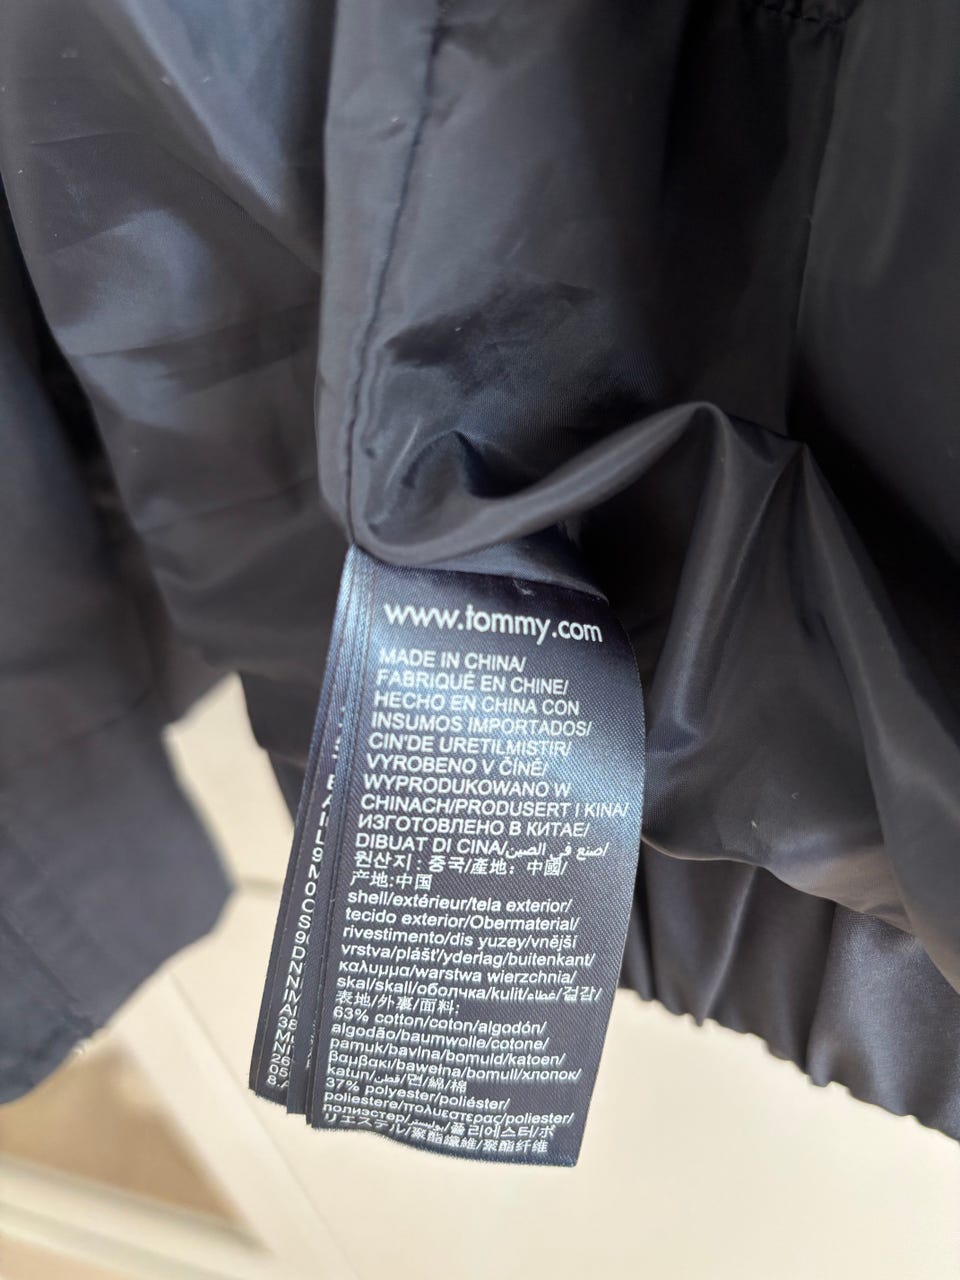 www.tommy.com
MADE IN CHINA/
FABRIQUÉ EN CHINE/
HECHO EN CHINA CON
INSUMOS IMPORTADOS/
CIN'DE URETILMISTIR/
VYROBENO V ČÍNĚ/
WYPRODUKOWANO W
CHINACH/PRODUSERT I KINA/
ИЗГОТОВЛЕНО В КИТАЕ/
DIBUAT DI CINA/صنع في الصين/
원산지: 중국/產地: 中國/
产地:中国
shell/extérieur/tela exterior/
tecido exterior/Obermaterial/
rivestimento/dis yuzey/vnější
vrstva/plášť/yderlag/buitenkant/
καλυμμα/warstwa wierzchnia/
skal/skall/оболчка/kulit/غطاء/겉감/
表地/外裏/面料:
63% cotton/coton/algodón/
algodão/baumwolle/cotone/
pamuk/bavlna/bomuld/katoen/
βαμβακι/bawełna/bomull/хлопок/
katun/قطن/면/綿/棉
37% polyester/poliéster/
poliestere/πολυεστερας/poliester/
полиэстер/بوليستر/폴리에스터/ポ
リエステル/聚酯纖維/聚酯纤维